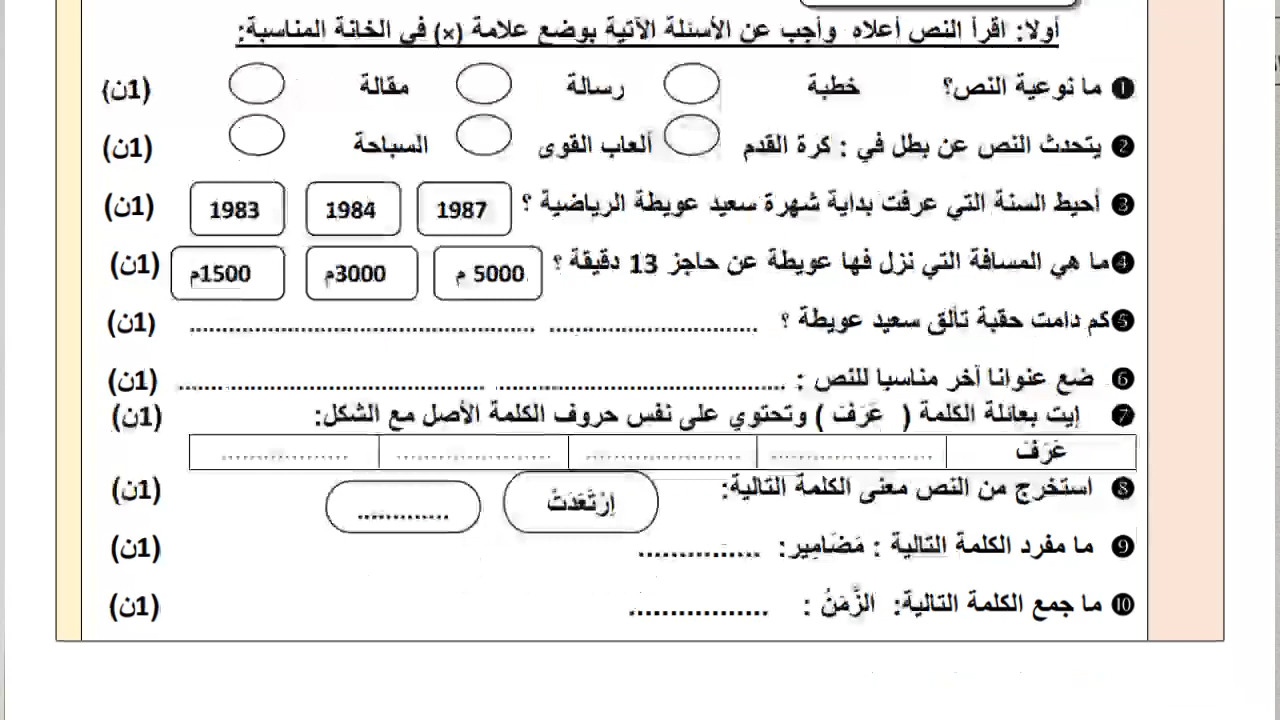 أولا: اقرأ النص أعلاه وأجب عن الأسئلة الآتية بوضع علامة (×) في الخانة المناسبة:
❶ ما نوعية النص؟ خطبة رسالة مقالة (1ن)
❷ يتحدث النص عن بطل في : كرة القدم ألعاب القوى السباحة (1ن)
❸ أحيط السنة التي عرفت بداية شهرة سعيد عويطة الرياضية ؟ 1987 1984 1983 (1ن)
❹ ما هي المسافة التي نزل فها عويطة عن حاجز 13 دقيقة ؟ 5000 م 3000م 1500م (1ن)
❺ كم دامت حقبة تألق سعيد عويطة ؟ ........................................ (1ن)
❻ ضع عنوانا آخر مناسبا للنص : ........................................ (1ن)
❼ إيت بعائلة الكلمة ( عَرَفَ ) وتحتوي على نفس حروف الكلمة الأصل مع الشكل: (1ن)
عَرَفَ .................. .................. .................. ..................
❽ استخرج من النص معنى الكلمة التالية: اِرْتَعَدَتْ ............. (1ن)
❾ ما مفرد الكلمة التالية : مَضَامِير: ............... (1ن)
❿ ما جمع الكلمة التالية: الزَّمَنُ : ................. (1ن)